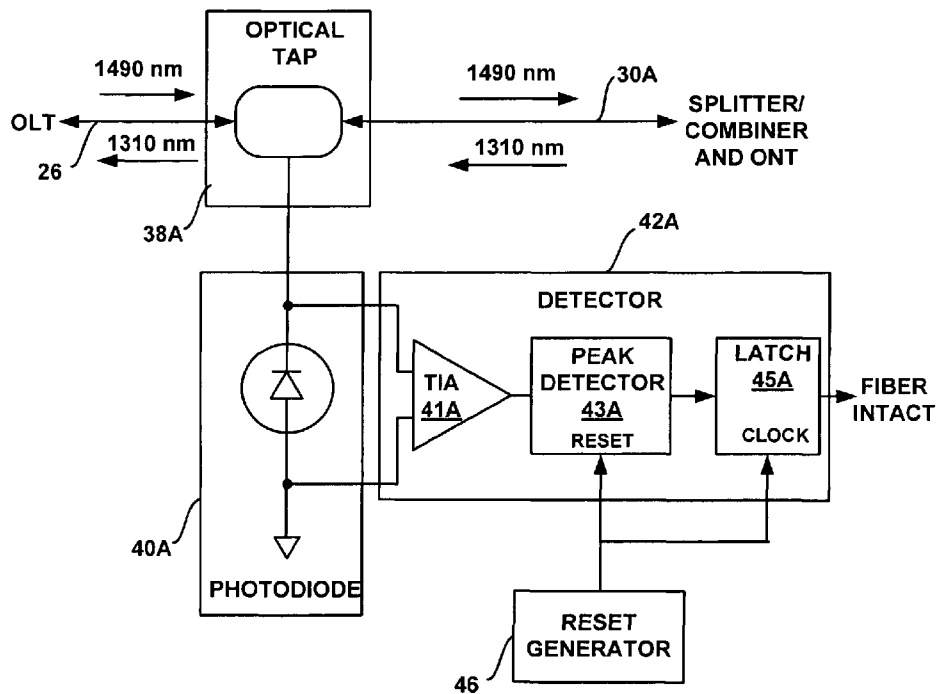 OPTICAL
TAP
1490 nm
1490 nm
30A
OLT
SPLITTER/
COMBINER
AND ONT
1310 nm
1310 nm
26
38A
42A
DETECTOR
PEAK
DETECTOR
43A
RESET
LATCH
45A
CLOCK
TIA
41A
FIBER
INTACT
40A
PHOTODIODE
RESET
GENERATOR
46